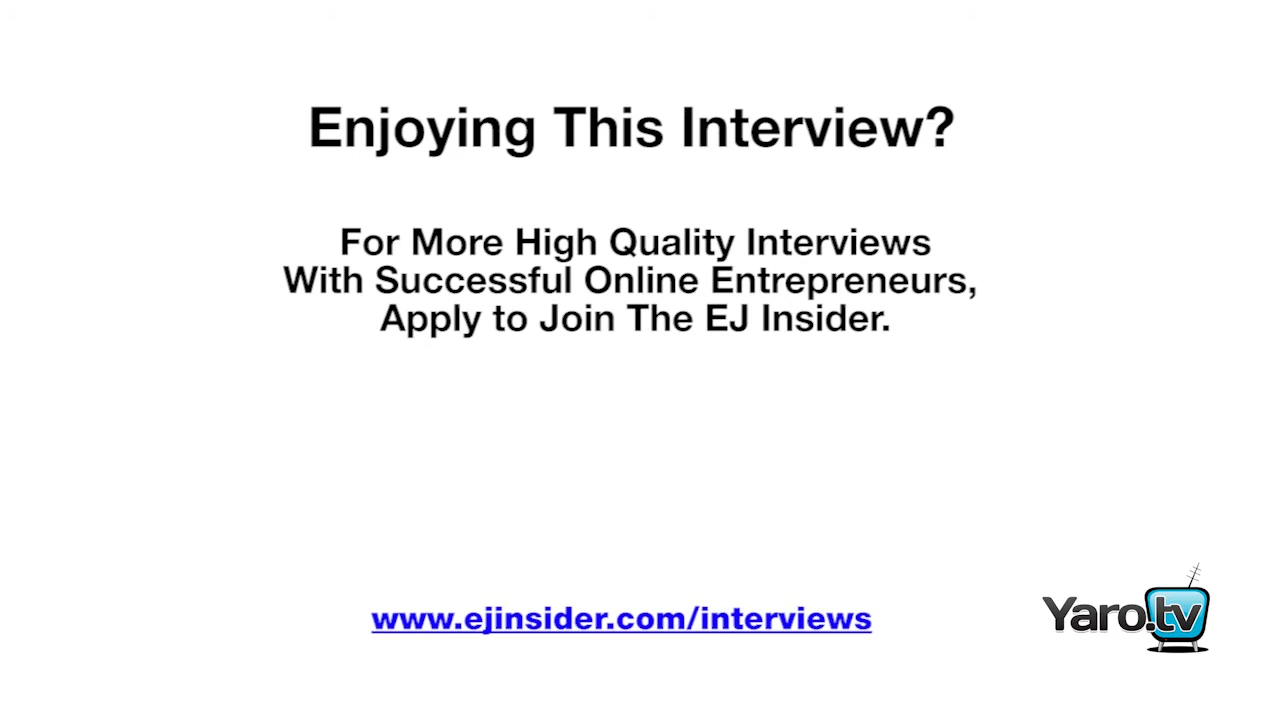 Enjoying This Interview?
For More High Quality Interviews
With Successful Online Entrepreneurs,
Apply to Join The EJ Insider.
www.ejinsider.com/interviews
Yaro.tv